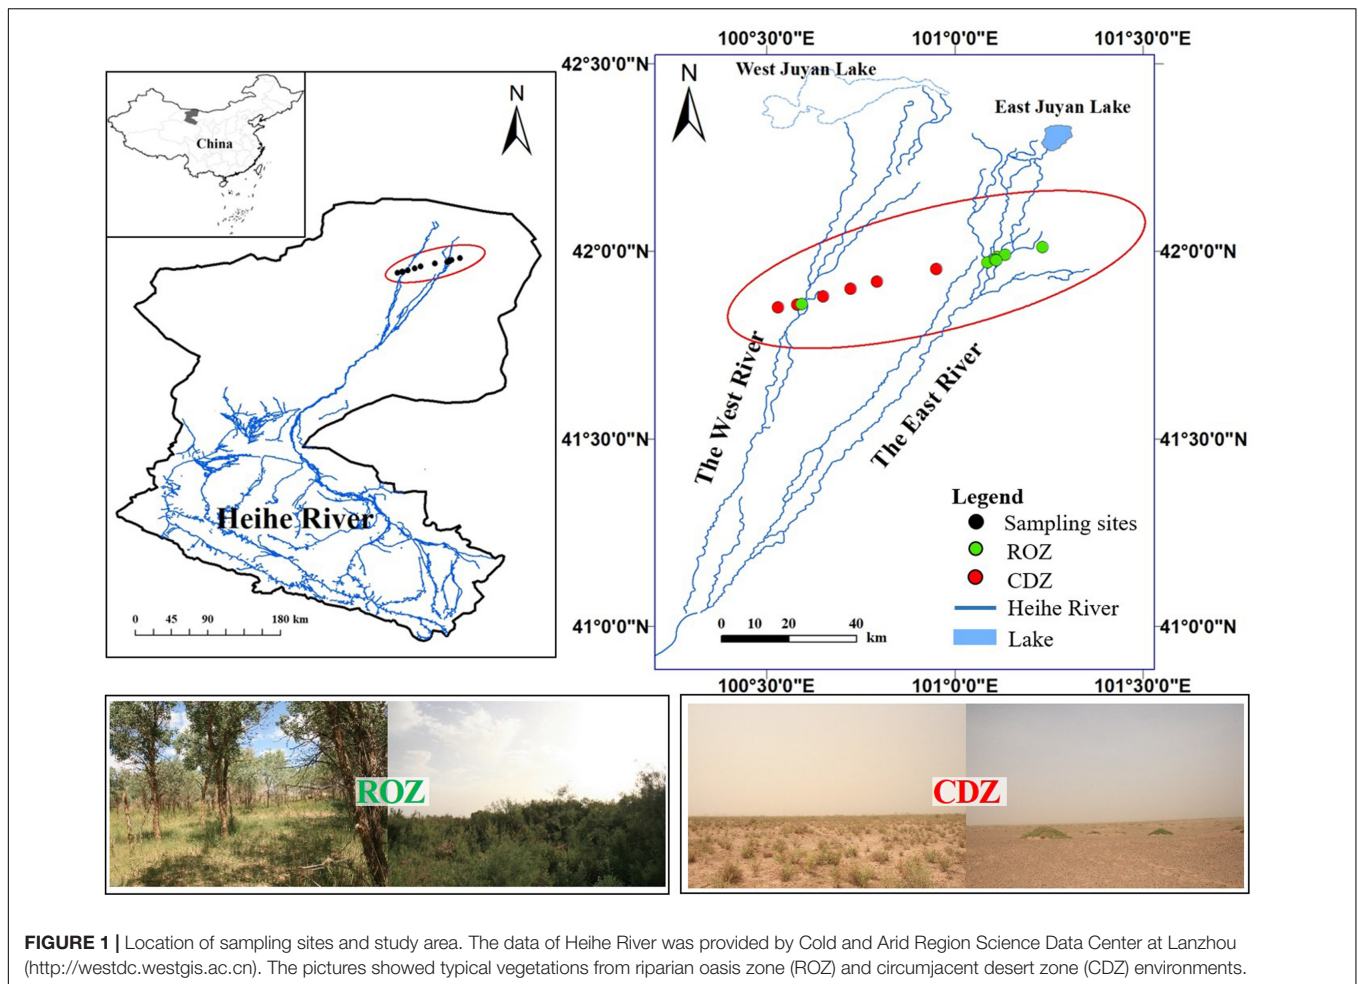 China
N
Heihe River
0 45 90 180 km
100°30'0"E 101°0'0"E 101°30'0"E
42°30'0"N
N
West Juyan Lake
East Juyan Lake
42°0'0"N 42°0'0"N
The West River
The East River
41°30'0"N 41°30'0"N
Legend
Sampling sites
ROZ
CDZ
Heihe River
Lake
41°0'0"N 41°0'0"N
0 10 20 40 km
100°30'0"E 101°0'0"E 101°30'0"E
ROZ
CDZ
FIGURE 1 | Location of sampling sites and study area. The data of Heihe River was provided by Cold and Arid Region Science Data Center at Lanzhou
(http://westdc.westgis.ac.cn). The pictures showed typical vegetations from riparian oasis zone (ROZ) and circumjacent desert zone (CDZ) environments.